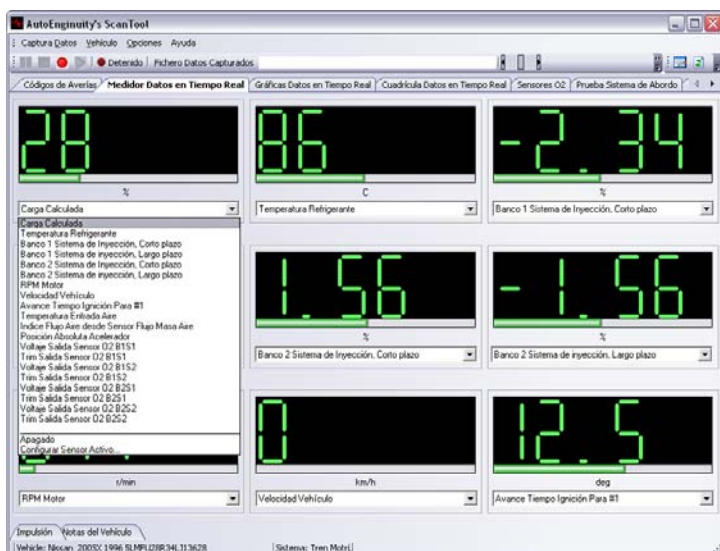 AutoEnginuity's ScanTool
Captura Datos Vehículo Opciones Ayuda
Detenido Fichero Datos Capturados
Códigos de Averías Medidor Datos en Tiempo Real Gráficas Datos en Tiempo Real Cuadrícula Datos en Tiempo Real Sensores O2 Prueba Sistema de Abordo
28 86 -2.34
% C %
Carga Calculada Temperatura Refrigerante Banco 1 Sistema de Inyección, Corto plazo
Carga Calculada
Temperatura Refrigerante
Banco 1 Sistema de Inyección, Corto plazo
Banco 1 Sistema de inyección, Largo plazo
Banco 2 Sistema de Inyección, Corto plazo
Banco 2 Sistema de inyección, Largo plazo
RPM Motor
Velocidad Vehículo
Avance Tiempo Ignición Para #1
Temperatura Entrada Aire
Indice Flujo Aire desde Sensor Flujo Masa Aire
Posición Absoluta Acelerador
Voltaje Salida Sensor O2 B1S1
Trim Salida Sensor O2 B1S1
Voltaje Salida Sensor O2 B1S2
Trim Salida Sensor O2 B1S2
Voltaje Salida Sensor O2 B2S1
Trim Salida Sensor O2 B2S1
Voltaje Salida Sensor O2 B2S2
Trim Salida Sensor O2 B2S2
Apagado
Configurar Sensor Activo...
1.56 -1.56
% %
Banco 2 Sistema de Inyección, Corto plazo Banco 2 Sistema de inyección, Largo plazo
0 12.5
r/min km/h deg
RPM Motor Velocidad Vehículo Avance Tiempo Ignición Para #1
Impulsión Notas del Vehículo
Vehicle: Nissan 200SX 1996 Sistema: Tren Motriz